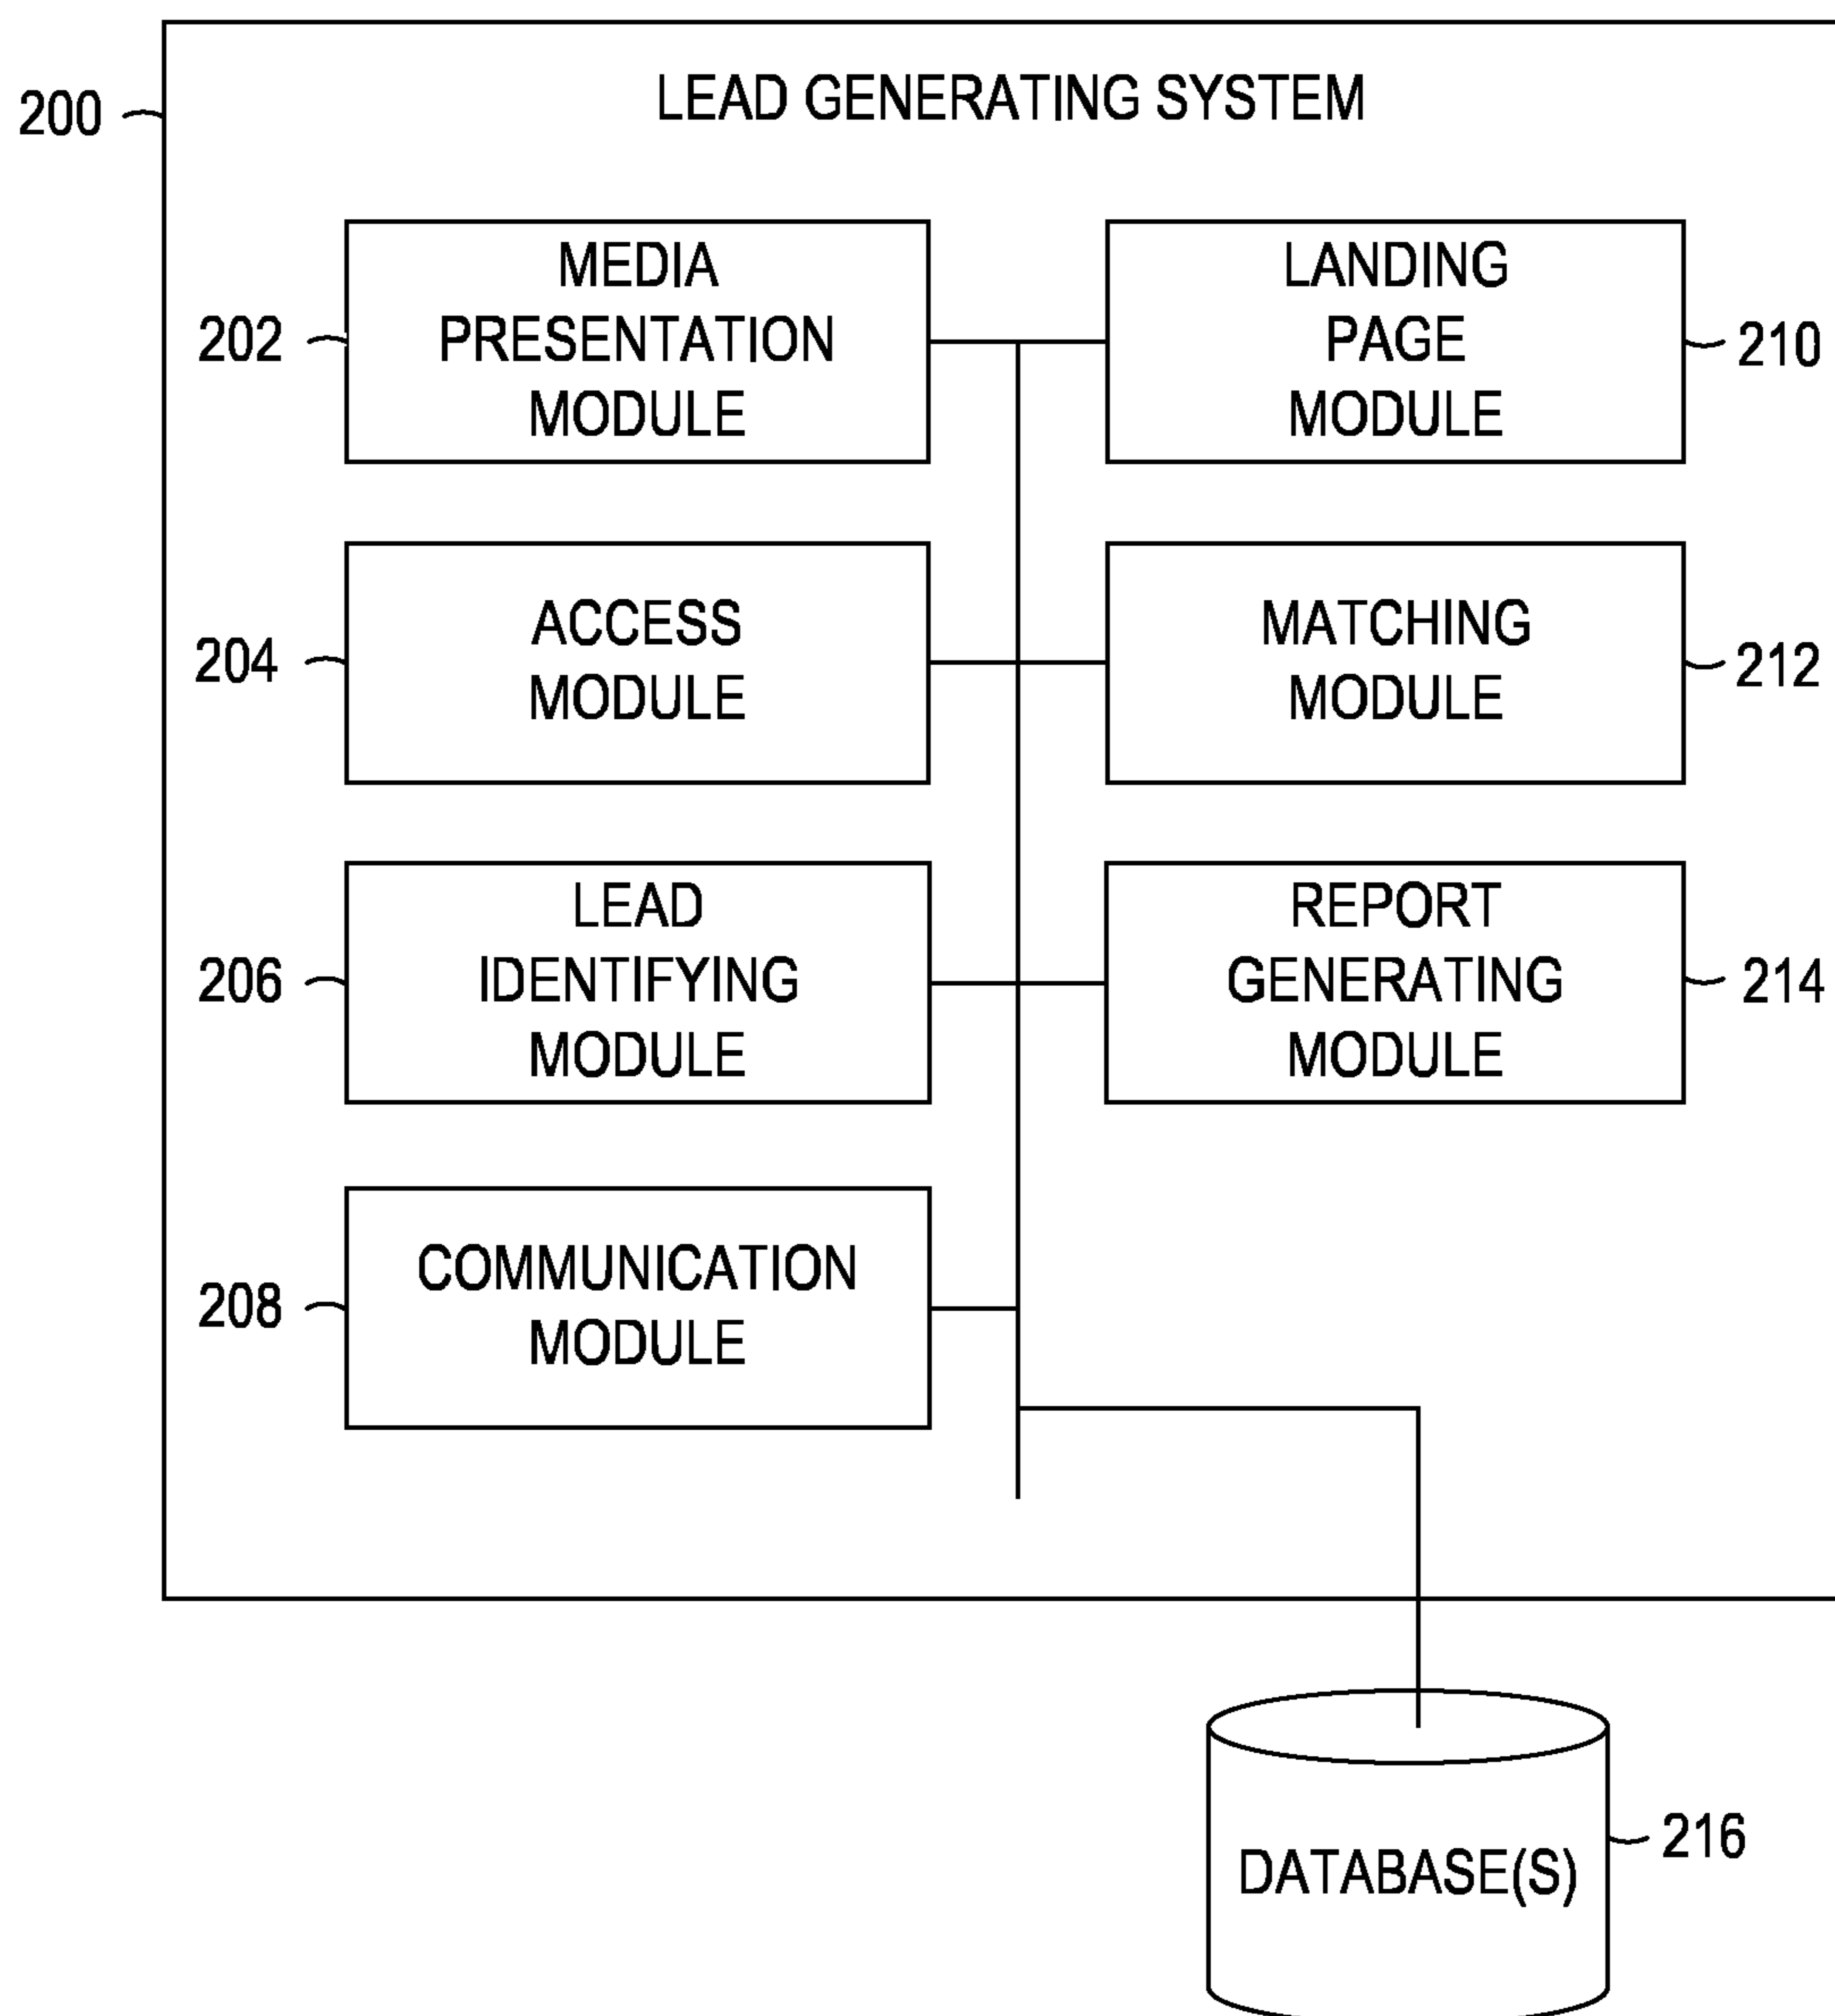 200
LEAD GENERATING SYSTEM
202
MEDIA
PRESENTATION
MODULE
LANDING
PAGE
MODULE
210
204
ACCESS
MODULE
MATCHING
MODULE
212
206
LEAD
IDENTIFYING
MODULE
REPORT
GENERATING
MODULE
214
208
COMMUNICATION
MODULE
DATABASE(S)
216